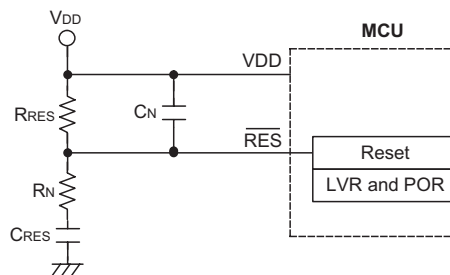 VDD
MCU
VDD
RRES
CN
RES
Reset
RN
LVR and POR
CRES